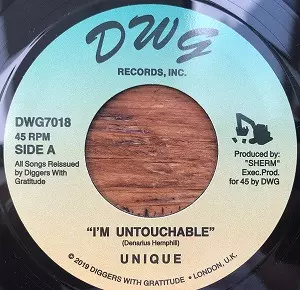 DWG
RECORDS, INC.
DWG7018
45 RPM
SIDE A
All Songs Reissued
by Diggers With
Gratitude
Produced by:
"SHERM"
Exec.Prod.
for 45 by DWG
"I'M UNTOUCHABLE"
(Denarius Hemphill)
UNIQUE
© 2019 DIGGERS WITH GRATITUDE • LONDON, U.K.